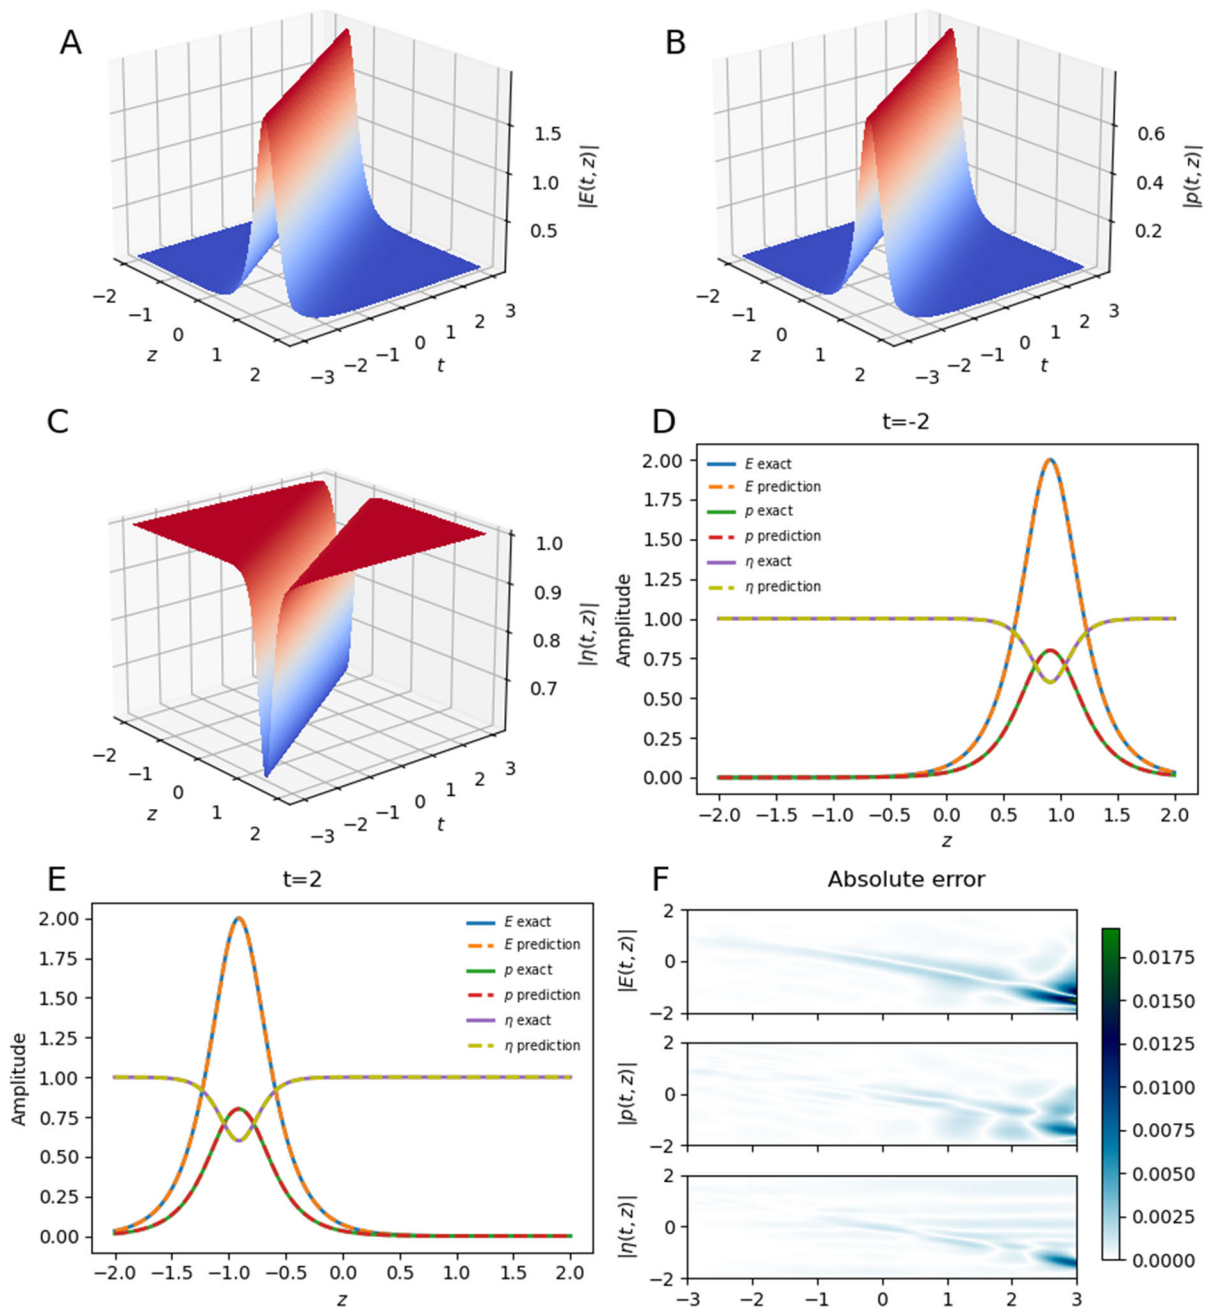 A
1.5
1.0
0.5
|E(t, z)|
−2
−1
0
1
2
z
−3
−2
−1
0
1
2
3
t
B
0.6
0.4
0.2
|p(t, z)|
−2
−1
0
1
2
z
−3
−2
−1
0
1
2
3
t
C
1.0
0.9
0.8
0.7
|η(t, z)|
−2
−1
0
1
2
z
−3
−2
−1
0
1
2
3
t
D
t=-2
2.00
1.75
1.50
1.25
1.00
0.75
0.50
0.25
0.00
Amplitude
E exact
E prediction
p exact
p prediction
η exact
η prediction
−2.0 −1.5 −1.0 −0.5 0.0 0.5 1.0 1.5 2.0
z
E
t=2
2.00
1.75
1.50
1.25
1.00
0.75
0.50
0.25
0.00
Amplitude
E exact
E prediction
p exact
p prediction
η exact
η prediction
−2.0 −1.5 −1.0 −0.5 0.0 0.5 1.0 1.5 2.0
z
F
Absolute error
|E(t, z)|
2
0
−2
|p(t, z)|
2
0
−2
|η(t, z)|
2
0
−2
−3 −2 −1 0 1 2 3
0.0175
0.0150
0.0125
0.0100
0.0075
0.0050
0.0025
0.0000